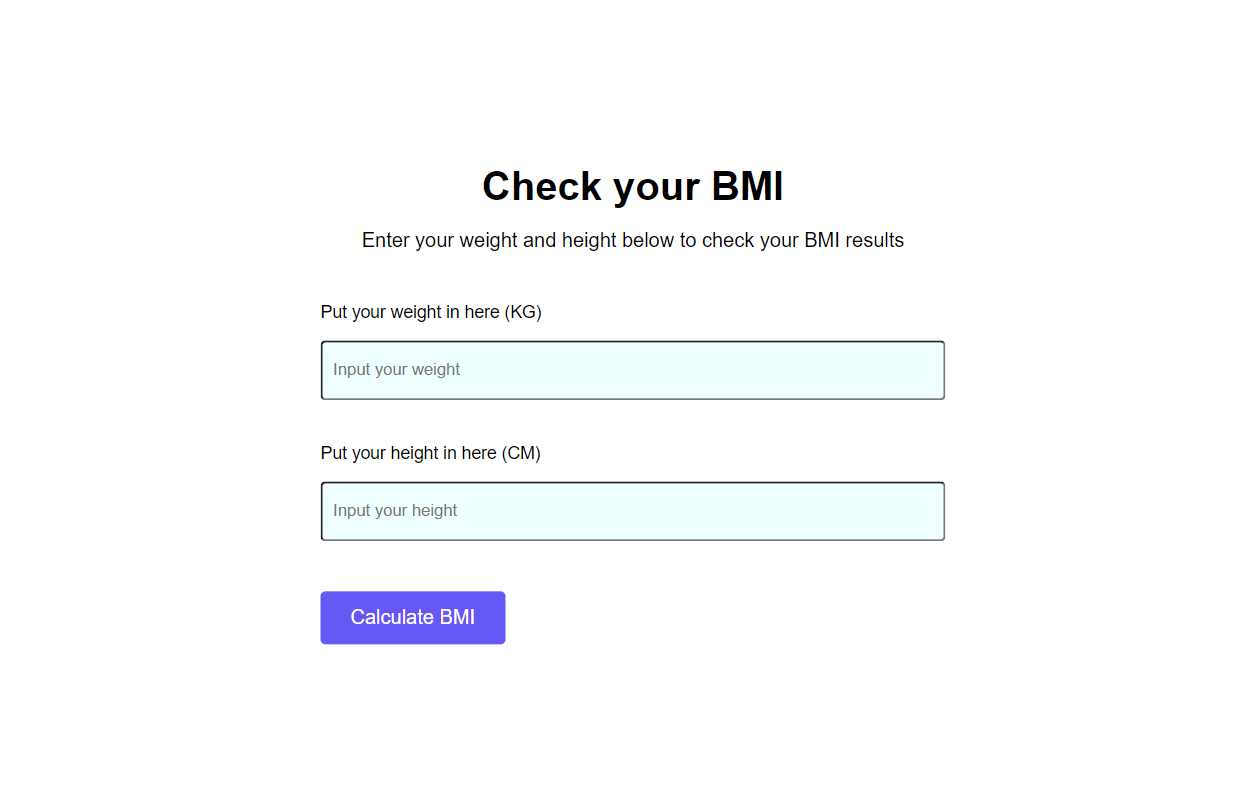 Check your BMI
Enter your weight and height below to check your BMI results
Put your weight in here (KG)
Input your weight
Put your height in here (CM)
Input your height
Calculate BMI